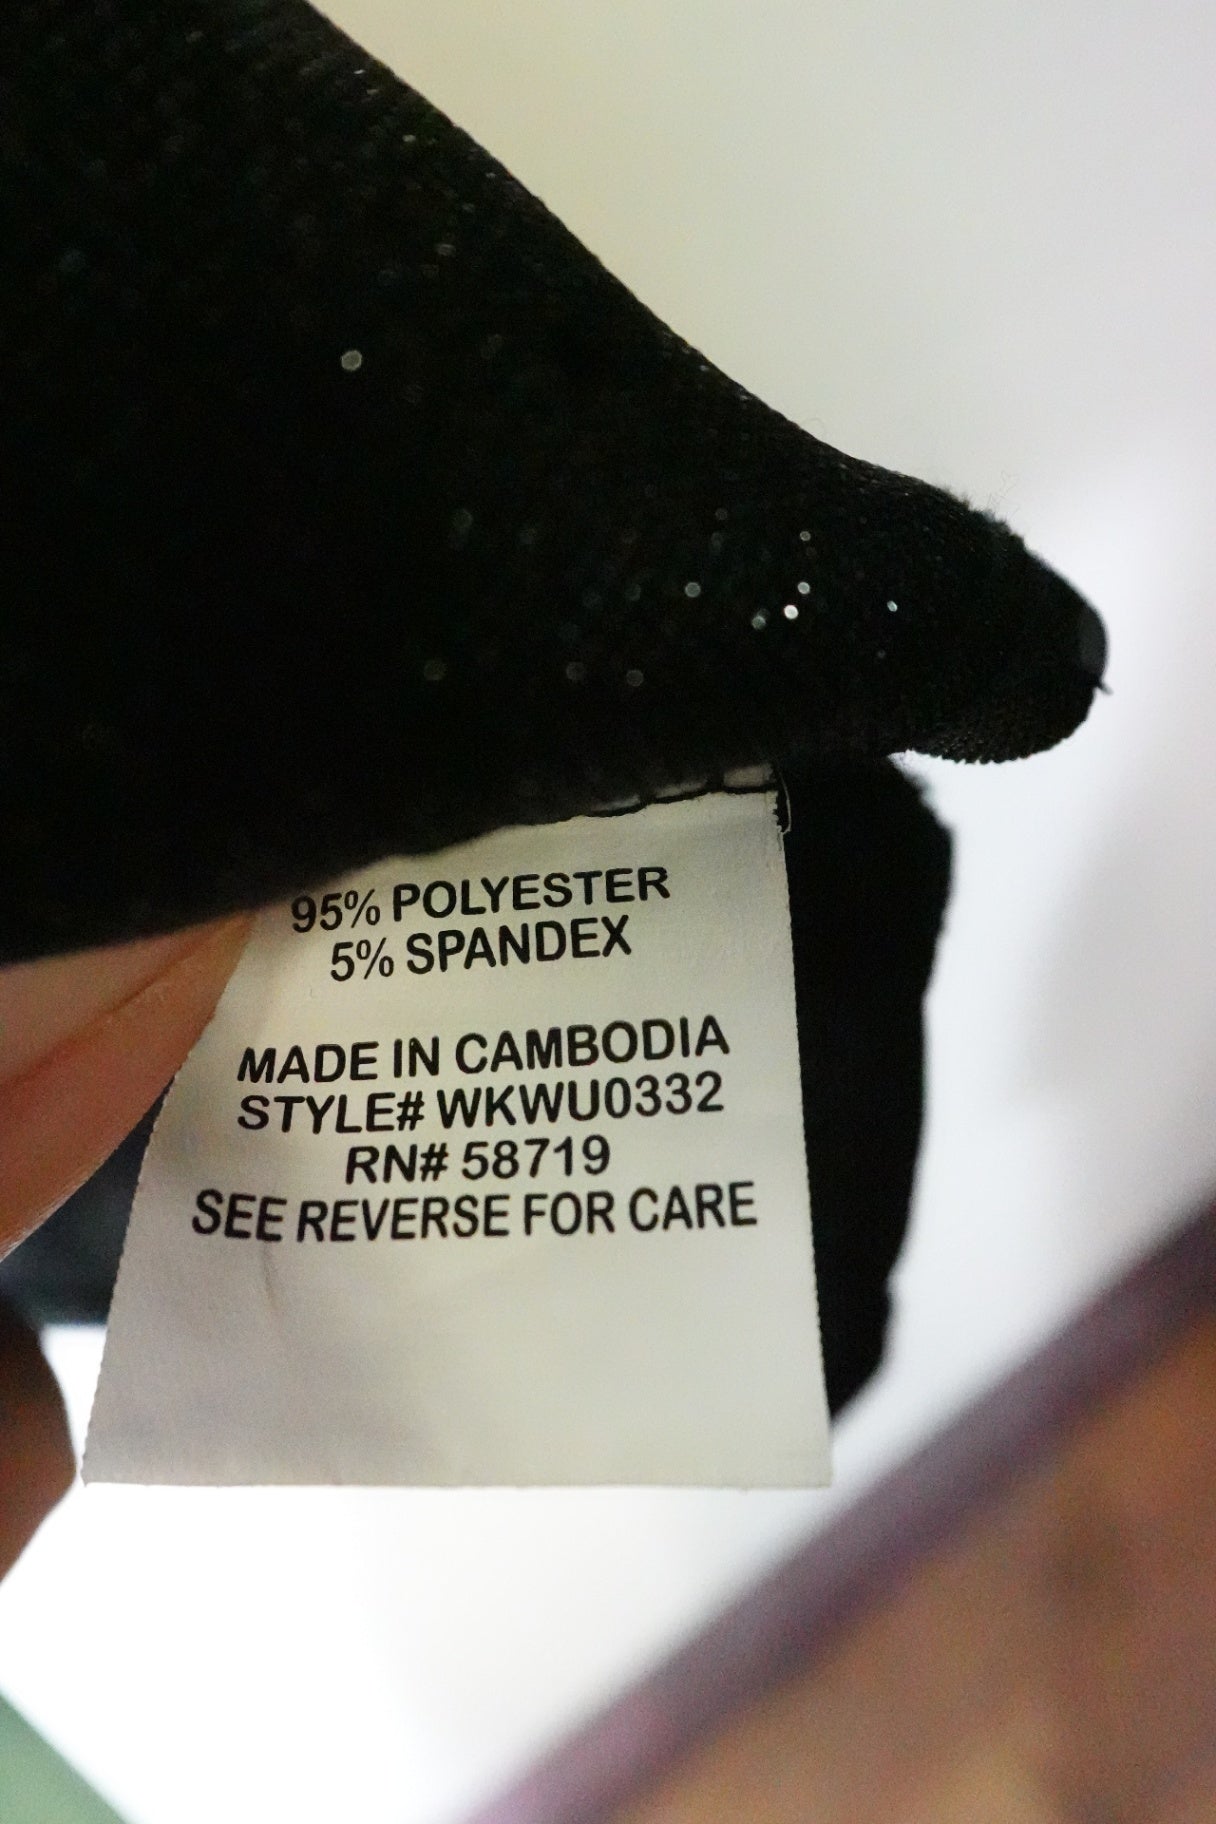 95% POLYESTER
5% SPANDEX
MADE IN CAMBODIA
STYLE# WKWU0332
RN# 58719
SEE REVERSE FOR CARE